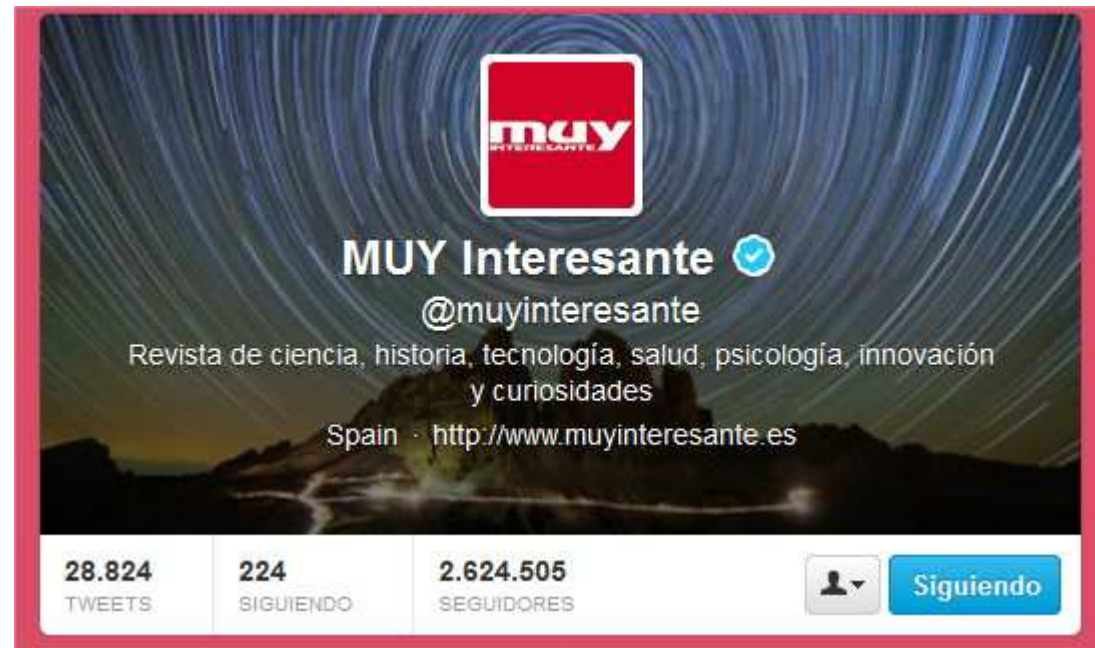 muy
INTERESANTE
MUY Interesante
@muyinteresante
Revista de ciencia, historia, tecnología, salud, psicología, innovación
y curiosidades
Spain · http://www.muyinteresante.es
28.824 224 2.624.505
TWEETS SIGUIENDO SEGUIDORES
Siguiendo